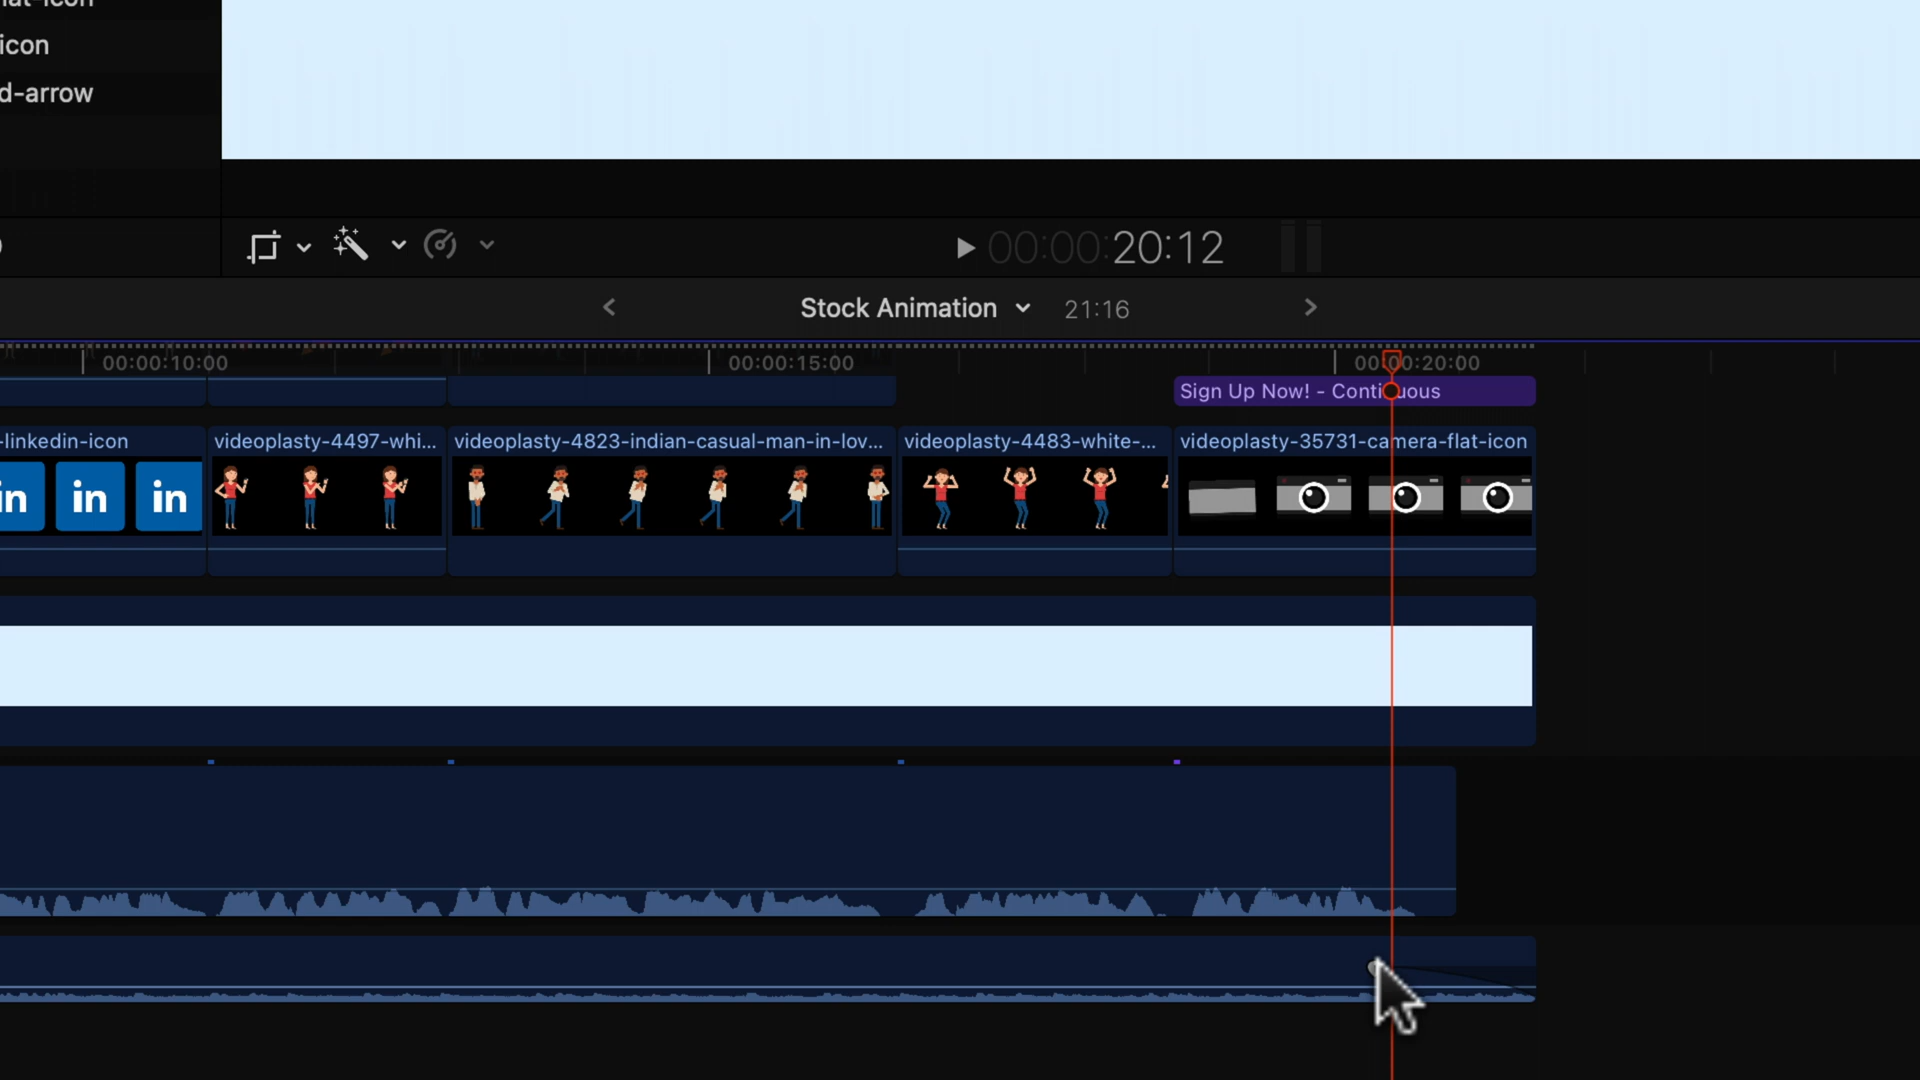 icon
d-arrow
00:00:20:12
Stock Animation 21:16
00:00:10:00 00:00:15:00 00:00:20:00
Sign Up Now! - Conti uous
-linkedin-icon videoplasty-4497-whi... videoplasty-4823-indian-casual-man-in-lov... videoplasty-4483-white-... videoplasty-35731-camera-flat-icon
in in in